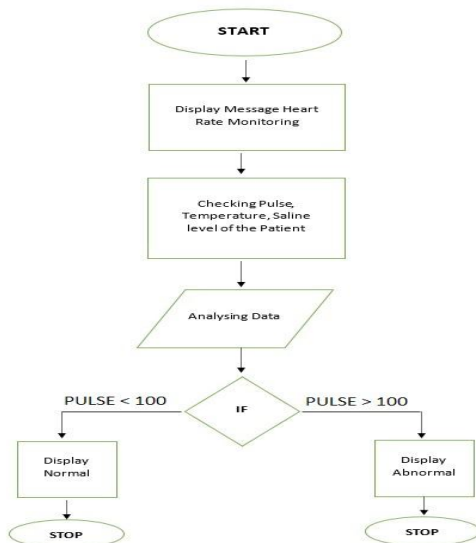 START
Display Message Heart
Rate Monitoring
Checking Pulse,
Temperature, Saline
level of the Patient
Analysing Data
IF
PULSE < 100
PULSE > 100
Display
Normal
Display
Abnormal
STOP
STOP